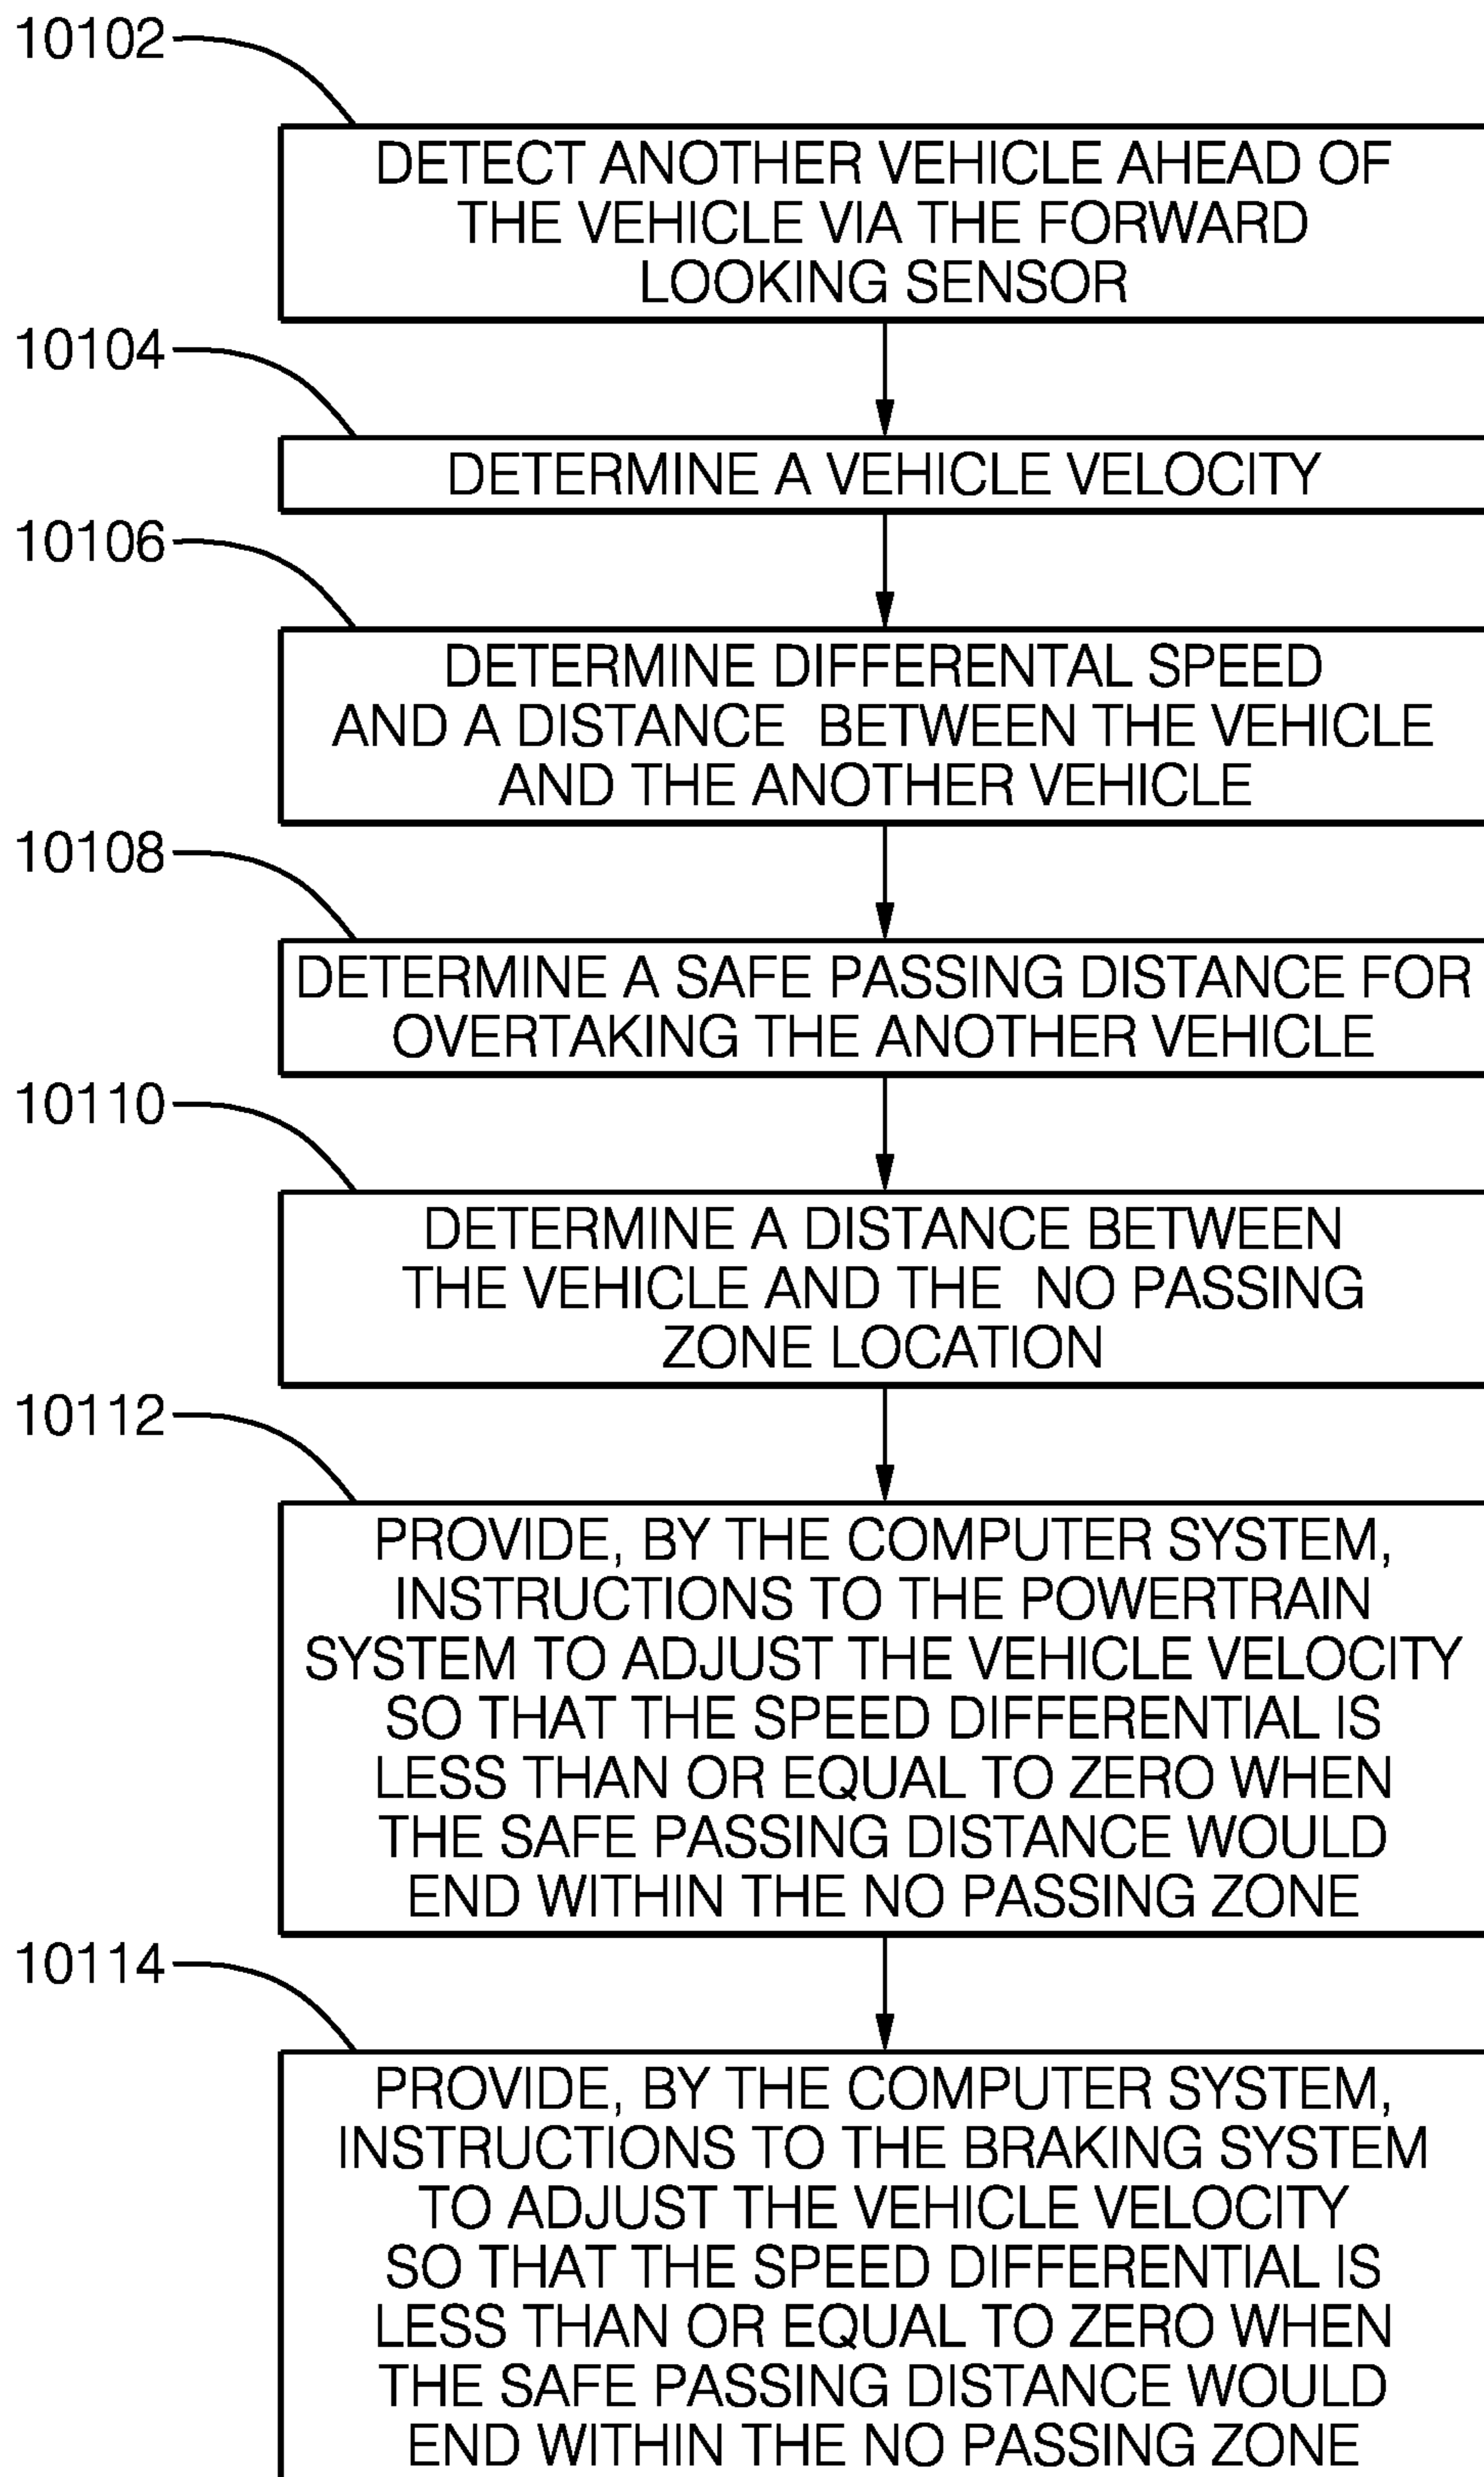 10102
DETECT ANOTHER VEHICLE AHEAD OF
THE VEHICLE VIA THE FORWARD
LOOKING SENSOR
10104
DETERMINE A VEHICLE VELOCITY
10106
DETERMINE DIFFERENTAL SPEED
AND A DISTANCE  BETWEEN THE VEHICLE
AND THE ANOTHER VEHICLE
10108
DETERMINE A SAFE PASSING DISTANCE FOR
OVERTAKING THE ANOTHER VEHICLE
10110
DETERMINE A DISTANCE BETWEEN
THE VEHICLE AND THE  NO PASSING
ZONE LOCATION
10112
PROVIDE, BY THE COMPUTER SYSTEM,
INSTRUCTIONS TO THE POWERTRAIN
SYSTEM TO ADJUST THE VEHICLE VELOCITY
SO THAT THE SPEED DIFFERENTIAL IS
LESS THAN OR EQUAL TO ZERO WHEN
THE SAFE PASSING DISTANCE WOULD
END WITHIN THE NO PASSING ZONE
10114
PROVIDE, BY THE COMPUTER SYSTEM,
INSTRUCTIONS TO THE BRAKING SYSTEM
TO ADJUST THE VEHICLE VELOCITY
SO THAT THE SPEED DIFFERENTIAL IS
LESS THAN OR EQUAL TO ZERO WHEN
THE SAFE PASSING DISTANCE WOULD
END WITHIN THE NO PASSING ZONE